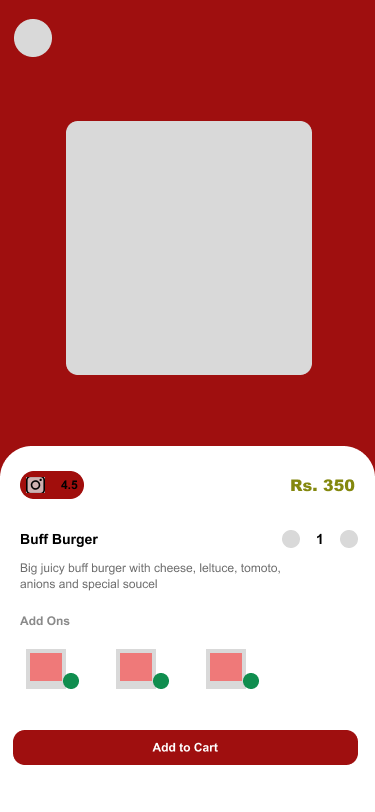 4.5
Rs. 350
Buff Burger
1
Big juicy buff burger with cheese, leltuce, tomoto,
anions and special soucel
Add Ons
Add to Cart